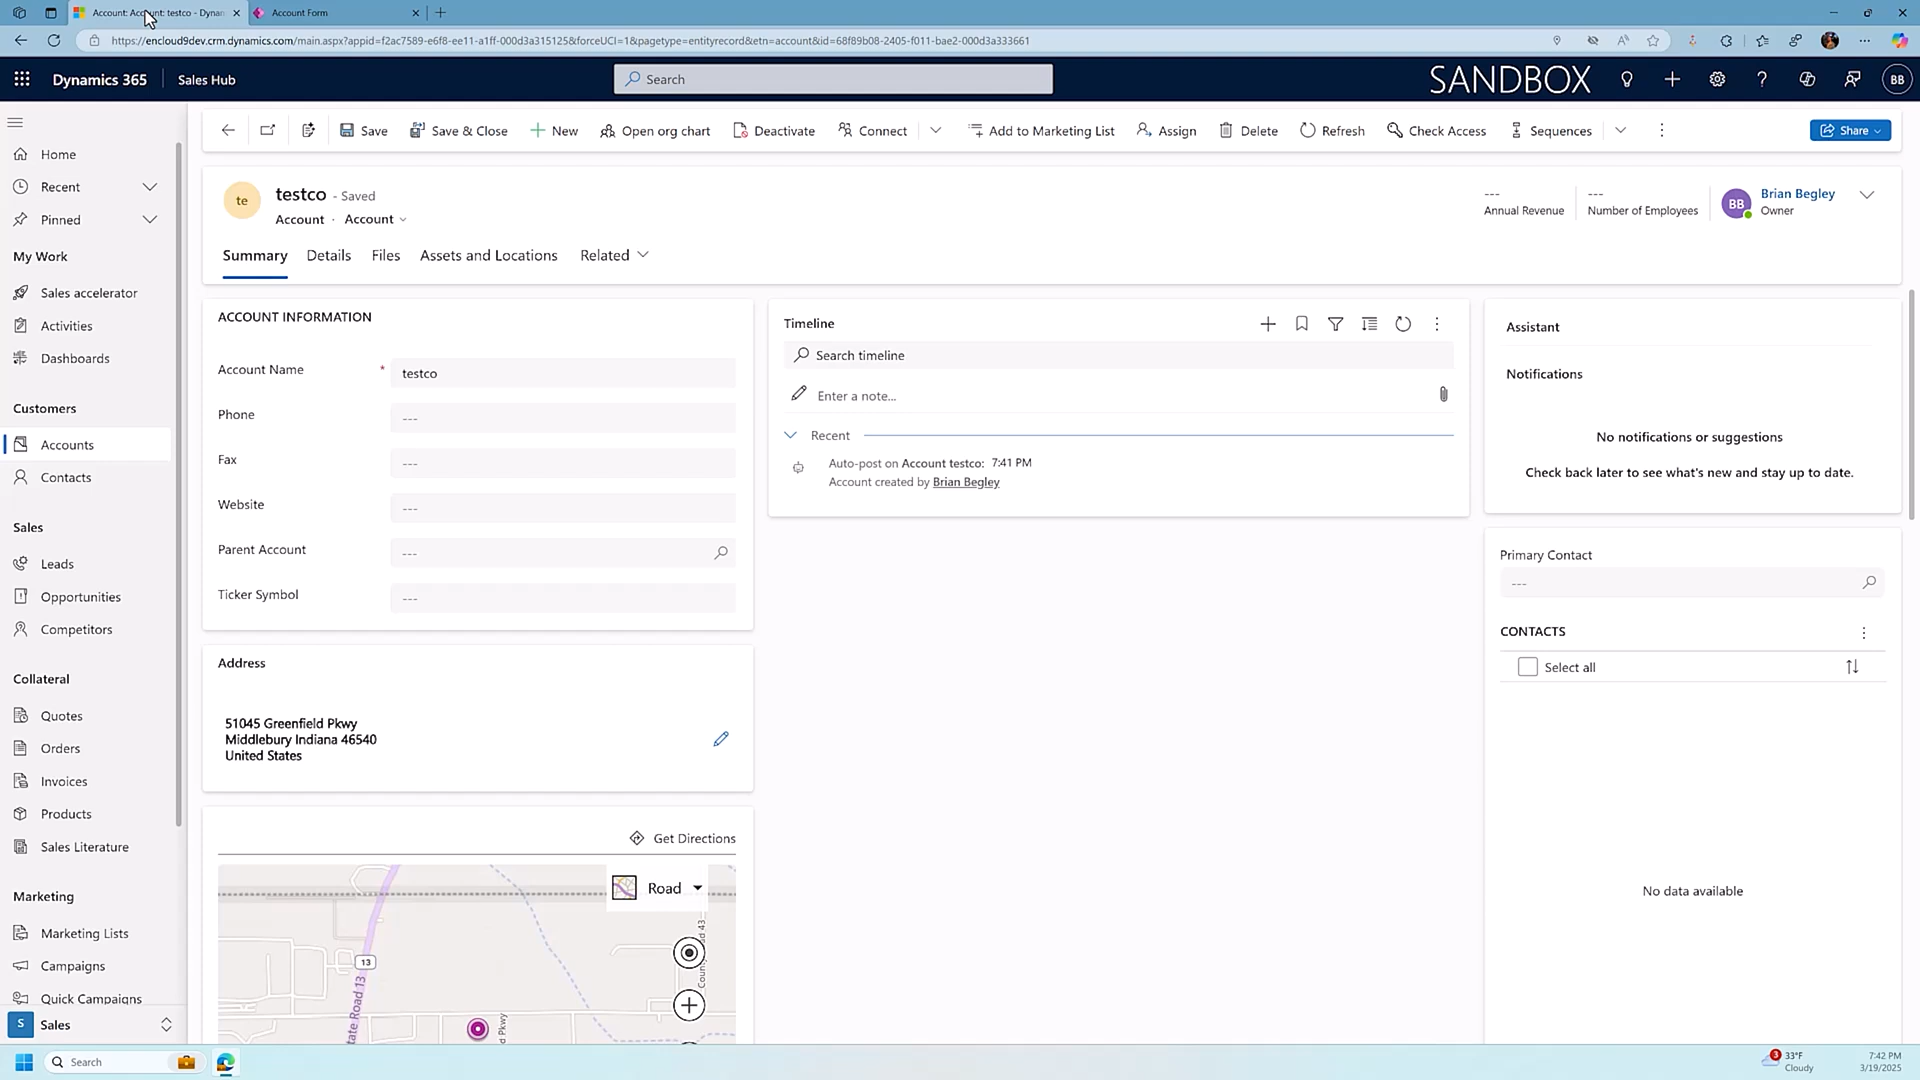 Account: Account: testco - Dynan
Account Form
https://encloud9dev.crm.dynamics.com/main.aspx?appid=f2ac7589-e6f8-ee11-a1ff-000d3a315125&forceUCI=1&pagetype=entityrecord&etn=account&id=68f89b08-2405-f011-bae2-000d3a333661
Dynamics 365
Sales Hub
Search
SANDBOX
BB
Save
Save & Close
New
Open org chart
Deactivate
Connect
Add to Marketing List
Assign
Delete
Refresh
Check Access
Sequences
Share
Home
Recent
Pinned
My Work
Sales accelerator
Activities
Dashboards
Customers
Accounts
Contacts
Sales
Leads
Opportunities
Competitors
Collateral
Quotes
Orders
Invoices
Products
Sales Literature
Marketing
Marketing Lists
Campaigns
Quick Campaigns
S Sales
te
testco - Saved
Account · Account
---
Annual Revenue
---
Number of Employees
BB
Brian Begley
Owner
Summary
Details
Files
Assets and Locations
Related
ACCOUNT INFORMATION
Account Name * testco
Phone ---
Fax ---
Website ---
Parent Account ---
Ticker Symbol ---
Address
51045 Greenfield Pkwy
Middlebury Indiana 46540
United States
Get Directions
Road
13
State Road 13
County Road 43
Pkwy
Timeline
Search timeline
Enter a note...
Recent
Auto-post on Account testco: 7:41 PM
Account created by Brian Begley
Assistant
Notifications
No notifications or suggestions
Check back later to see what's new and stay up to date.
Primary Contact
---
CONTACTS
Select all
No data available
Search
3
33°F
Cloudy
7:42 PM
3/19/2025